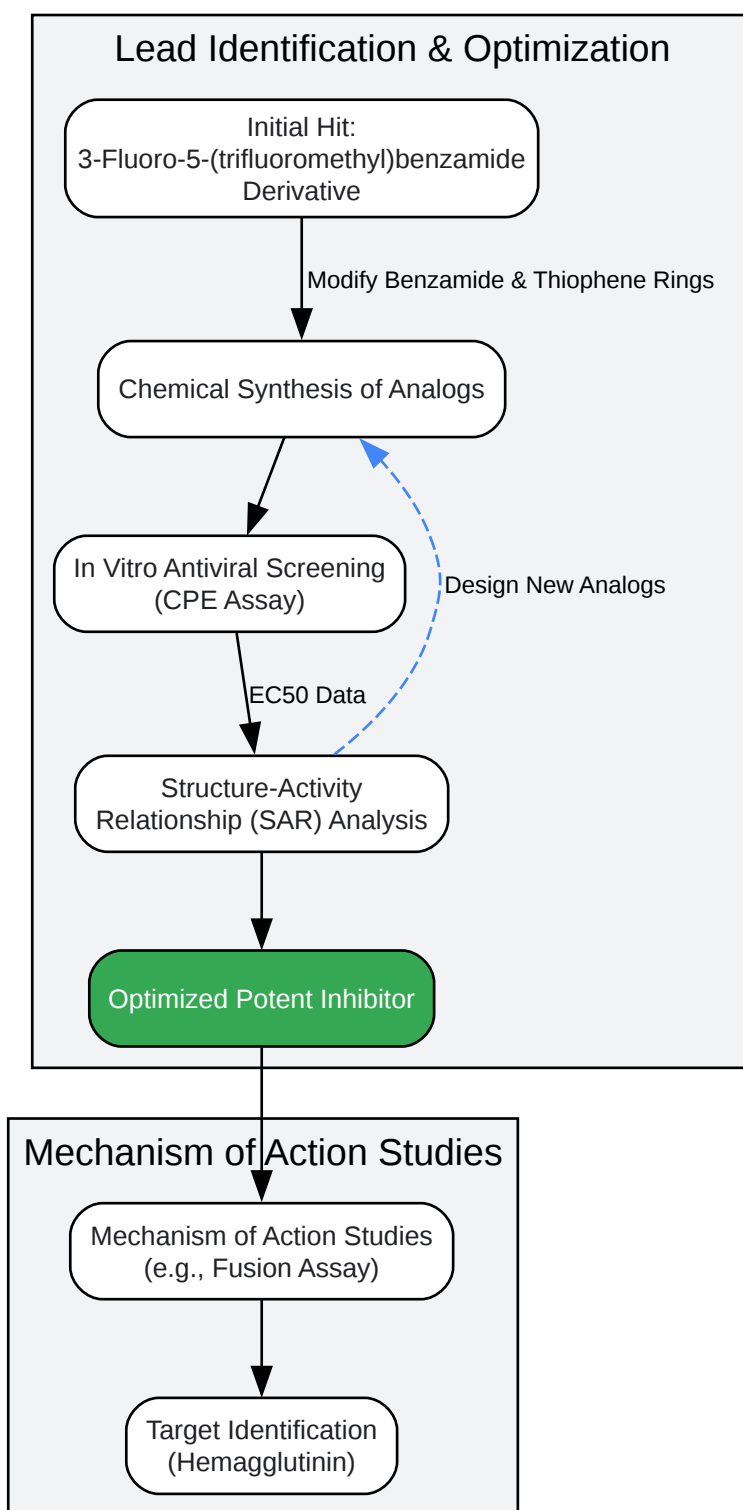 Lead Identification & Optimization
Initial Hit:
3-Fluoro-5-(trifluoromethyl)benzamide
Derivative
Modify Benzamide & Thiophene Rings
Chemical Synthesis of Analogs
In Vitro Antiviral Screening
(CPE Assay)
Design New Analogs
EC50 Data
Structure-Activity
Relationship (SAR) Analysis
Optimized Potent Inhibitor
Mechanism of Action Studies
Mechanism of Action Studies
(e.g., Fusion Assay)
Target Identification
(Hemagglutinin)